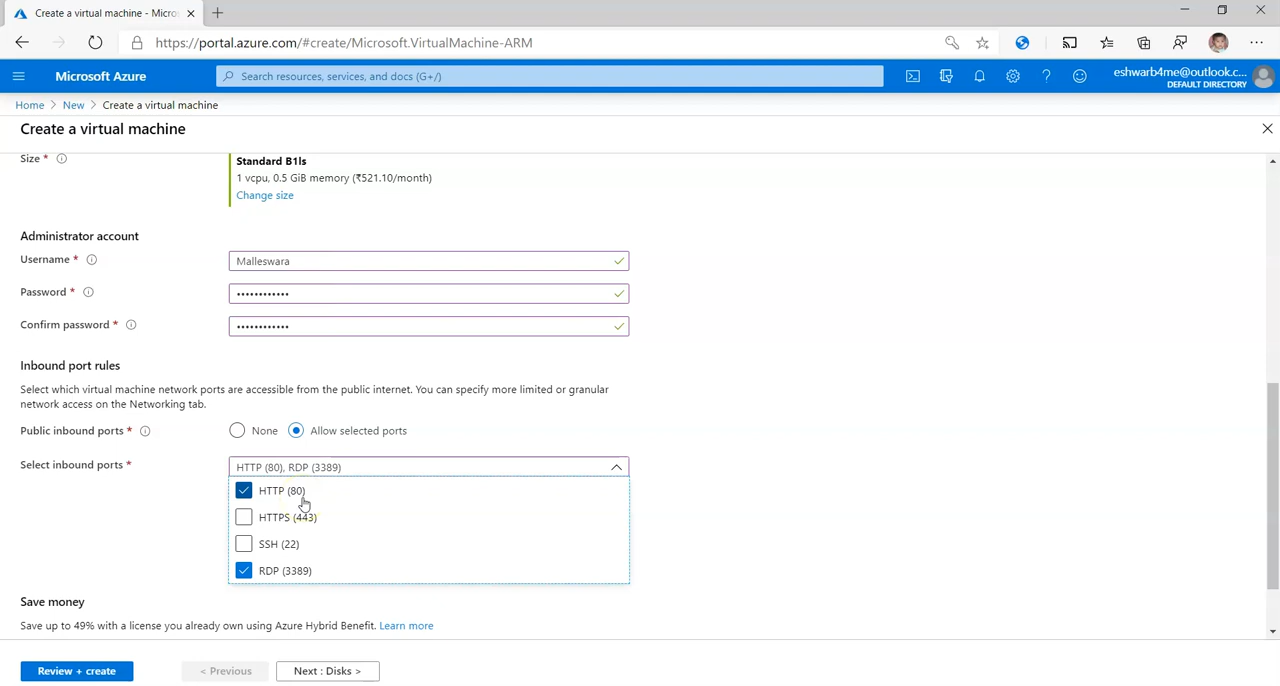 Create a virtual machine - Micro
https://portal.azure.com/#create/Microsoft.VirtualMachine-ARM
Microsoft Azure
Search resources, services, and docs (G+/)
eshwarb4me@outlook.c...
DEFAULT DIRECTORY
Home > New > Create a virtual machine
Create a virtual machine
Size *
Standard B1ls
1 vcpu, 0.5 GiB memory (₹521.10/month)
Change size
Administrator account
Username *
Malleswara
Password *
••••••••••••
Confirm password *
••••••••••••
Inbound port rules
Select which virtual machine network ports are accessible from the public internet. You can specify more limited or granular
network access on the Networking tab.
Public inbound ports *
None
Allow selected ports
Select inbound ports *
HTTP (80), RDP (3389)
HTTP (80)
HTTPS (443)
SSH (22)
RDP (3389)
Save money
Save up to 49% with a license you already own using Azure Hybrid Benefit. Learn more
Review + create
< Previous
Next : Disks >